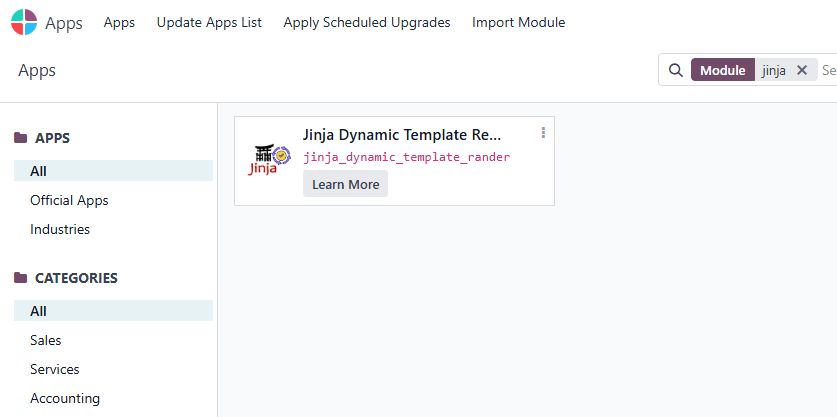 Apps Apps Update Apps List Apply Scheduled Upgrades Import Module
Apps
Module jinja Se
APPS
All
Official Apps
Industries
CATEGORIES
All
Sales
Services
Accounting
Jinja
Jinja Dynamic Template Re...
jinja_dynamic_template_rander
Learn More